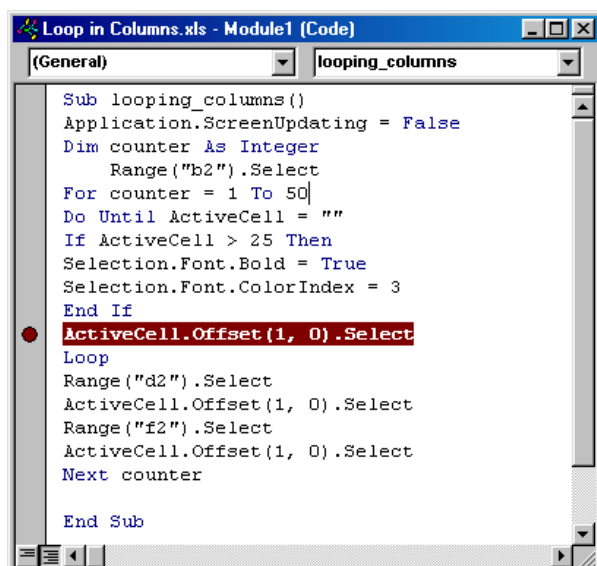 Loop in Columns.xls - Module1 (Code)
(General) looping_columns
Sub looping_columns()
Application.ScreenUpdating = False
Dim counter As Integer
Range("b2").Select
For counter = 1 To 50
Do Until ActiveCell = ""
If ActiveCell > 25 Then
Selection.Font.Bold = True
Selection.Font.ColorIndex = 3
End If
ActiveCell.Offset(1, 0).Select
Loop
Range("d2").Select
ActiveCell.Offset(1, 0).Select
Range("f2").Select
ActiveCell.Offset(1, 0).Select
Next counter
End Sub